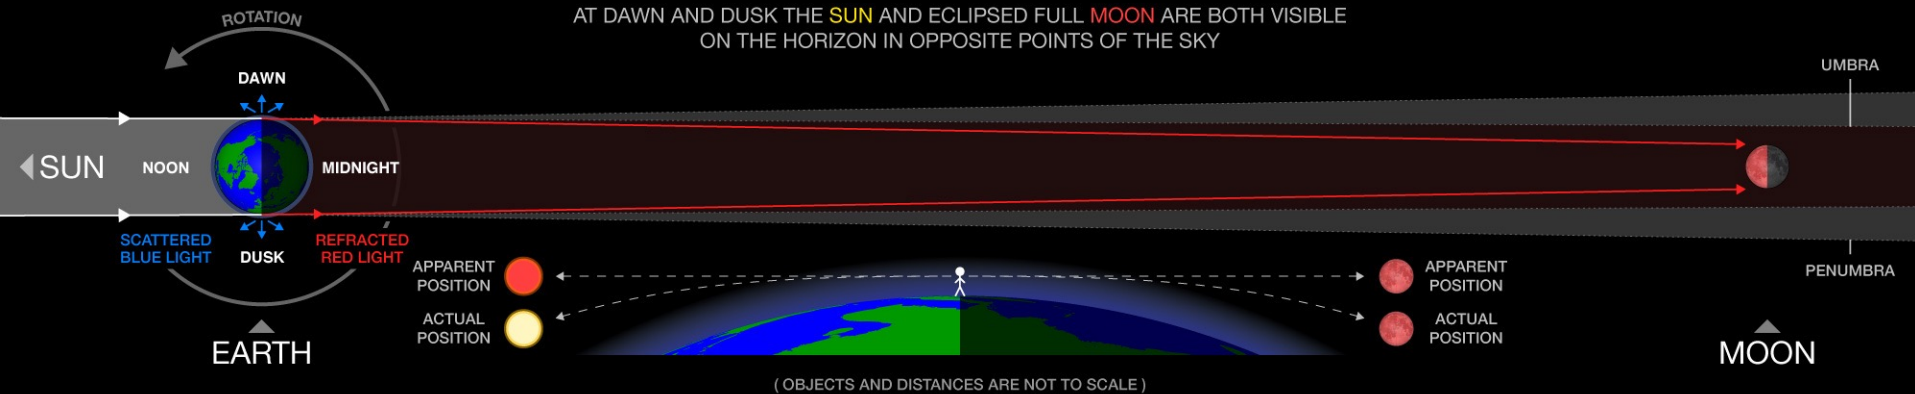 ROTATION
AT DAWN AND DUSK THE SUN AND ECLIPSED FULL MOON ARE BOTH VISIBLE
ON THE HORIZON IN OPPOSITE POINTS OF THE SKY
DAWN
UMBRA
SUN
NOON
MIDNIGHT
SCATTERED
BLUE LIGHT
DUSK
REFRACTED
RED LIGHT
APPARENT
POSITION
ACTUAL
POSITION
APPARENT
POSITION
ACTUAL
POSITION
PENUMBRA
EARTH
MOON
( OBJECTS AND DISTANCES ARE NOT TO SCALE )